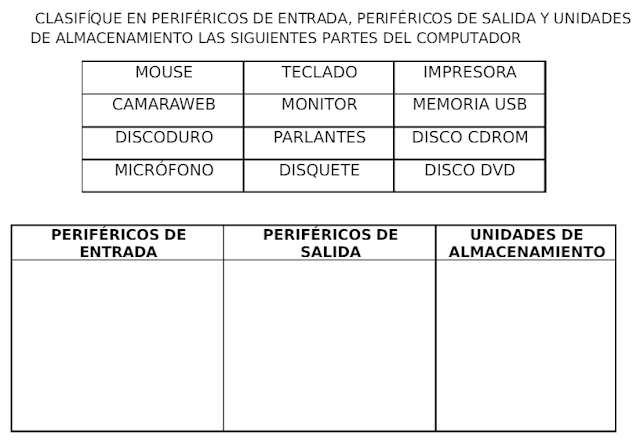 CLASIFÍQUE EN PERIFÉRICOS DE ENTRADA, PERIFÉRICOS DE SALIDA Y UNIDADES
DE ALMACENAMIENTO LAS SIGUIENTES PARTES DEL COMPUTADOR
MOUSE TECLADO IMPRESORA
CAMARAWEB MONITOR MEMORIA USB
DISCODURO PARLANTES DISCO CDROM
MICRÓFONO DISQUETE DISCO DVD
PERIFÉRICOS DE ENTRADA PERIFÉRICOS DE SALIDA UNIDADES DE ALMACENAMIENTO